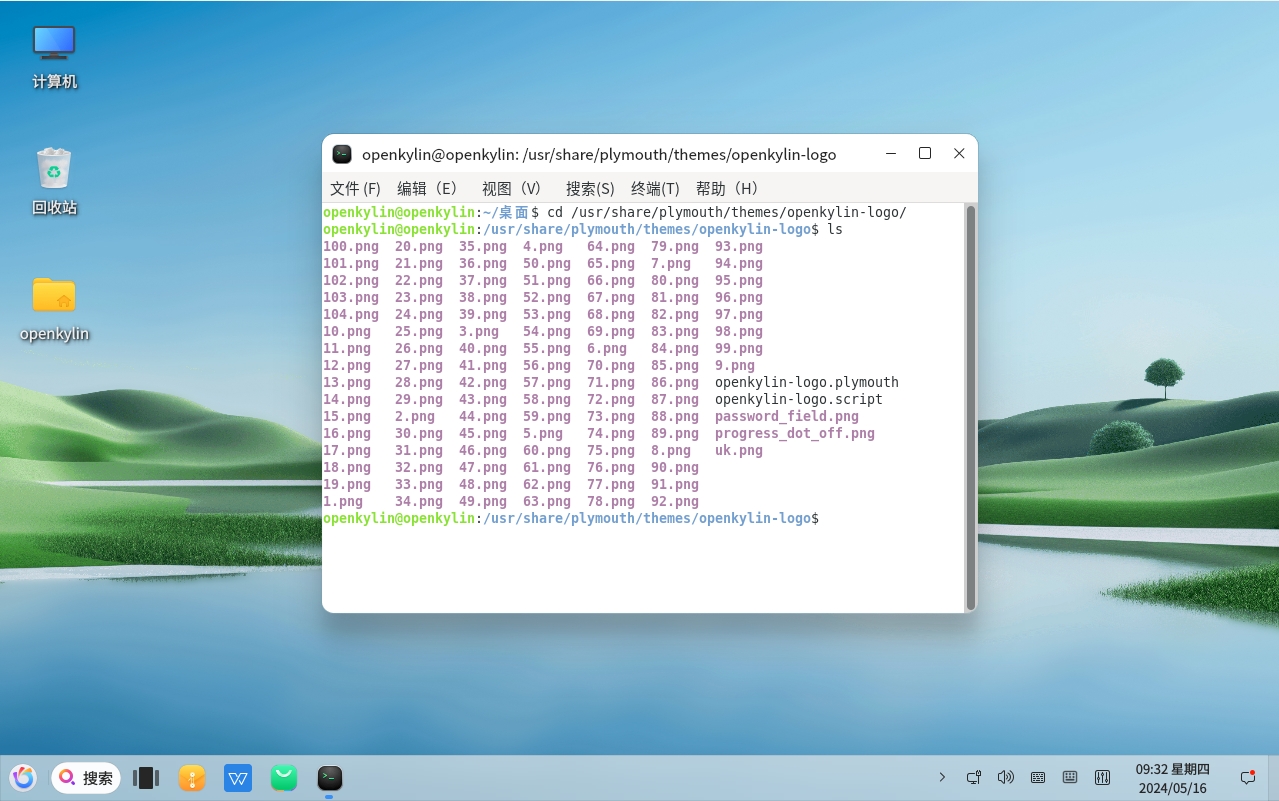 计算机
回收站
openkylin
openkylin@openkylin: /usr/share/plymouth/themes/openkylin-logo
文件 (F) 编辑（E） 视图（V） 搜索(S) 终端(T) 帮助（H）
openkylin@openkylin:~/桌面$ cd /usr/share/plymouth/themes/openkylin-logo/
openkylin@openkylin:/usr/share/plymouth/themes/openkylin-logo$ ls
100.png 20.png 35.png 4.png 64.png 79.png 93.png
101.png 21.png 36.png 50.png 65.png 7.png 94.png
102.png 22.png 37.png 51.png 66.png 80.png 95.png
103.png 23.png 38.png 52.png 67.png 81.png 96.png
104.png 24.png 39.png 53.png 68.png 82.png 97.png
10.png 25.png 3.png 54.png 69.png 83.png 98.png
11.png 26.png 40.png 55.png 6.png 84.png 99.png
12.png 27.png 41.png 56.png 70.png 85.png 9.png
13.png 28.png 42.png 57.png 71.png 86.png openkylin-logo.plymouth
14.png 29.png 43.png 58.png 72.png 87.png openkylin-logo.script
15.png 2.png 44.png 59.png 73.png 88.png password_field.png
16.png 30.png 45.png 5.png 74.png 89.png progress_dot_off.png
17.png 31.png 46.png 60.png 75.png 8.png uk.png
18.png 32.png 47.png 61.png 76.png 90.png
19.png 33.png 48.png 62.png 77.png 91.png
1.png 34.png 49.png 63.png 78.png 92.png
openkylin@openkylin:/usr/share/plymouth/themes/openkylin-logo$
搜索
09:32 星期四
2024/05/16